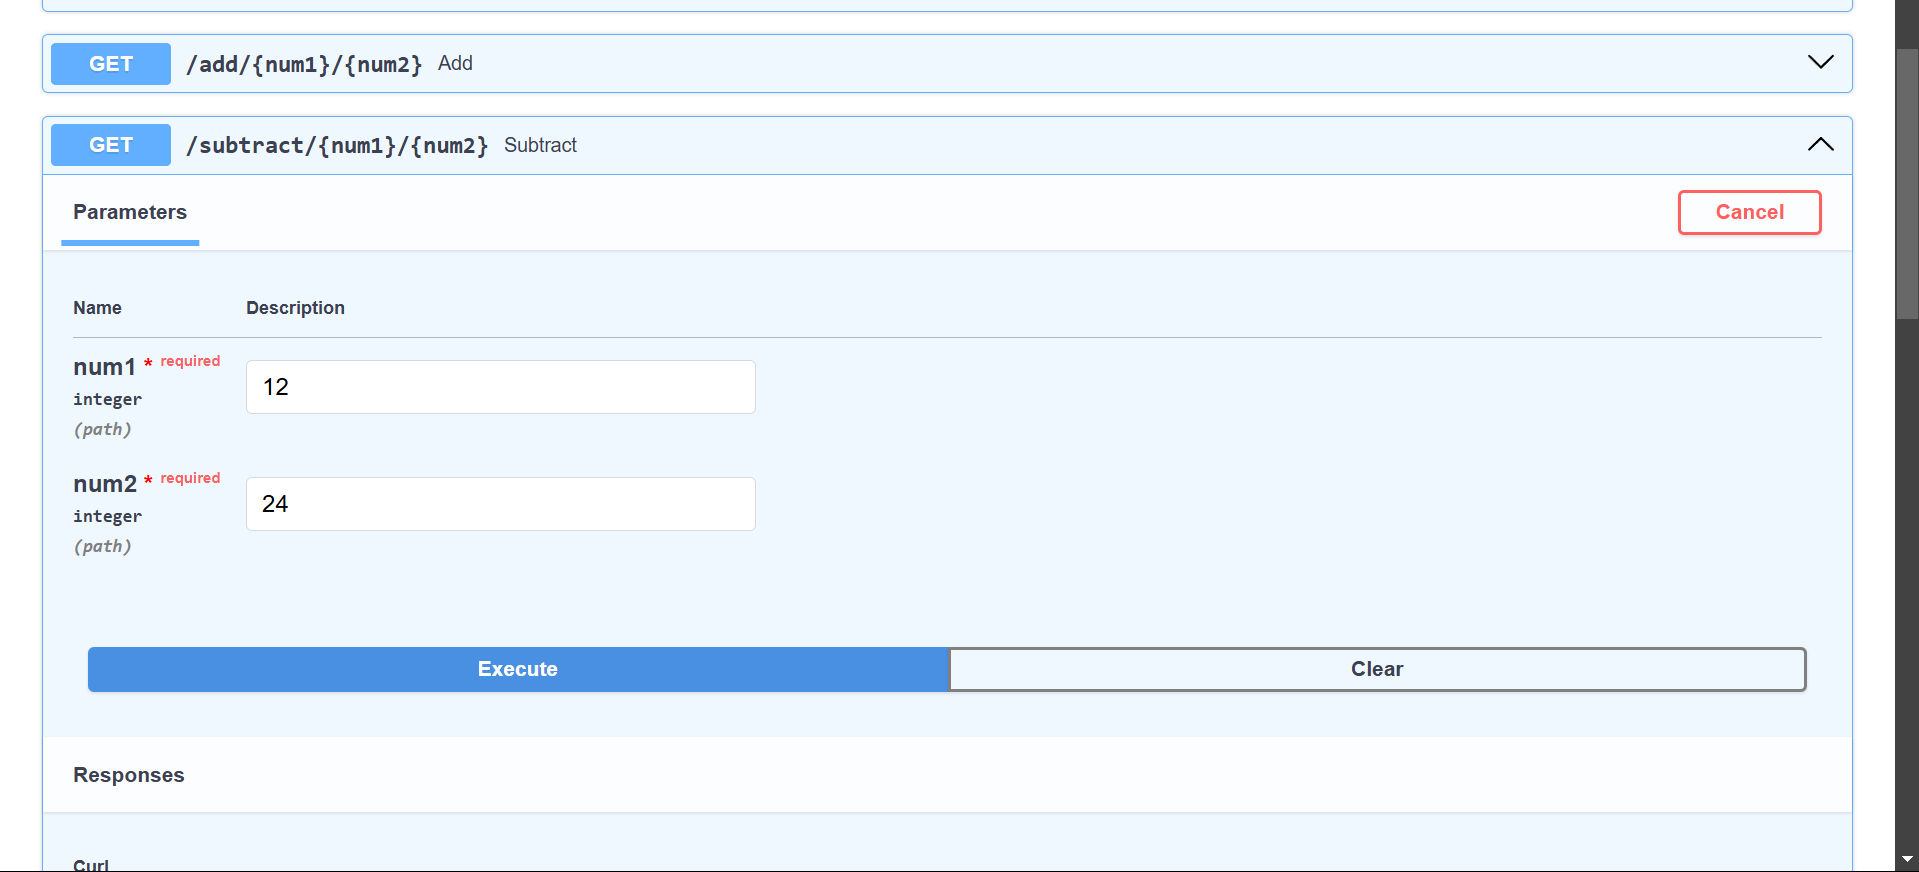 GET /add/{num1}/{num2} Add
GET /subtract/{num1}/{num2} Subtract
Parameters
Cancel
Name Description
num1 * required
integer
(path)
12
num2 * required
integer
(path)
24
Execute Clear
Responses
Curl